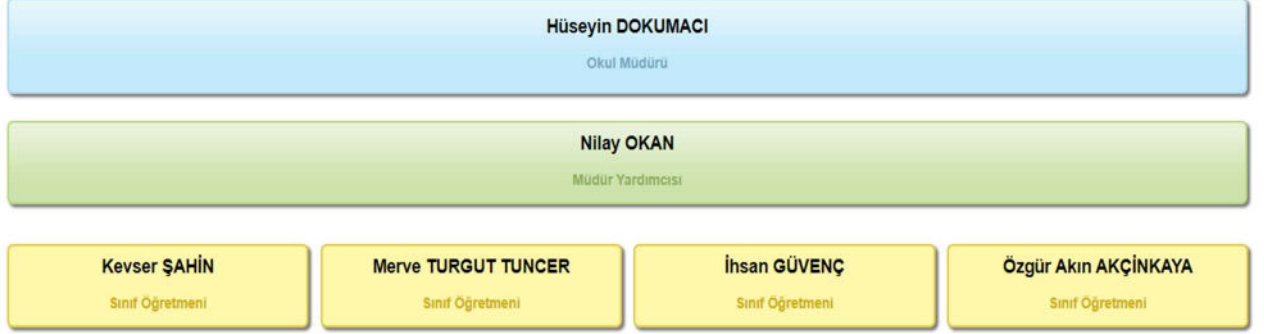 Hüseyin DOKUMACI
Okul Müdürü
Nilay OKAN
Müdür Yardımcısı
Kevser ŞAHİN
Sınıf Öğretmeni
Merve TURGUT TUNCER
Sınıf Öğretmeni
İhsan GÜVENÇ
Sınıf Öğretmeni
Özgür Akın AKÇİNKAYA
Sınıf Öğretmeni